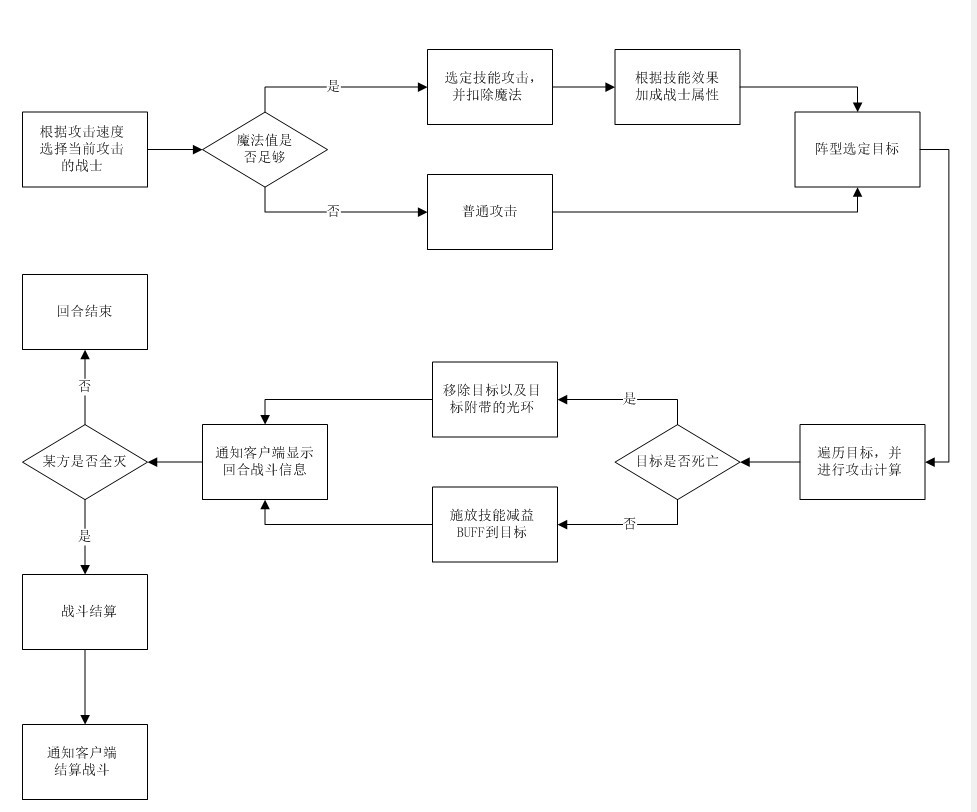 根据攻击速度
选择当前攻击
的战士
魔法值是
否足够
是
选定技能攻击，
并扣除魔法
根据技能效果
加成战士属性
否
普通攻击
阵型选定目标
遍历目标，并
进行攻击计算
目标是否死亡
是
移除目标以及目
标附带的光环
否
施放技能减益
BUFF到目标
通知客户端显示
回合战斗信息
某方是否全灭
否
回合结束
是
战斗结算
通知客户端
结算战斗